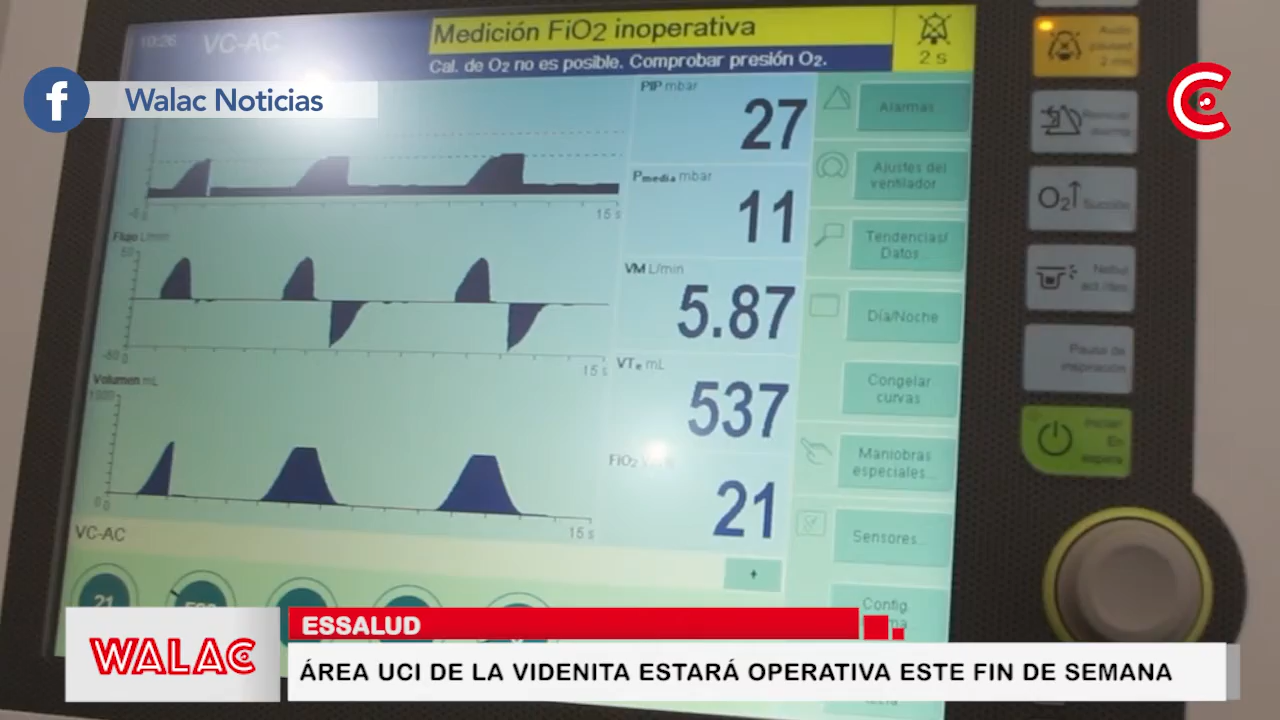 10:26
VC-AC
Medición FiO2 inoperativa
Cal. de O2 no es posible. Comprobar presión O2.
2 s
Walac Noticias
PIP mbar
27
Alarmas
15 s
Pmedia mbar
11
Ajustes del
ventilador
O2
Flujo L/min
Tendencias/
Datos...
VM L/min
5.87
Día/Noche
15 s
VTe mL
537
Pausa de
inspiración
Volumen mL
Congelar
curvas
FiO2
21
Maniobras
especiales...
15 s
VC-AC
Sensores...
21
Config.
WALAC
ESSALUD
ÁREA UCI DE LA VIDENITA ESTARÁ OPERATIVA ESTE FIN DE SEMANA